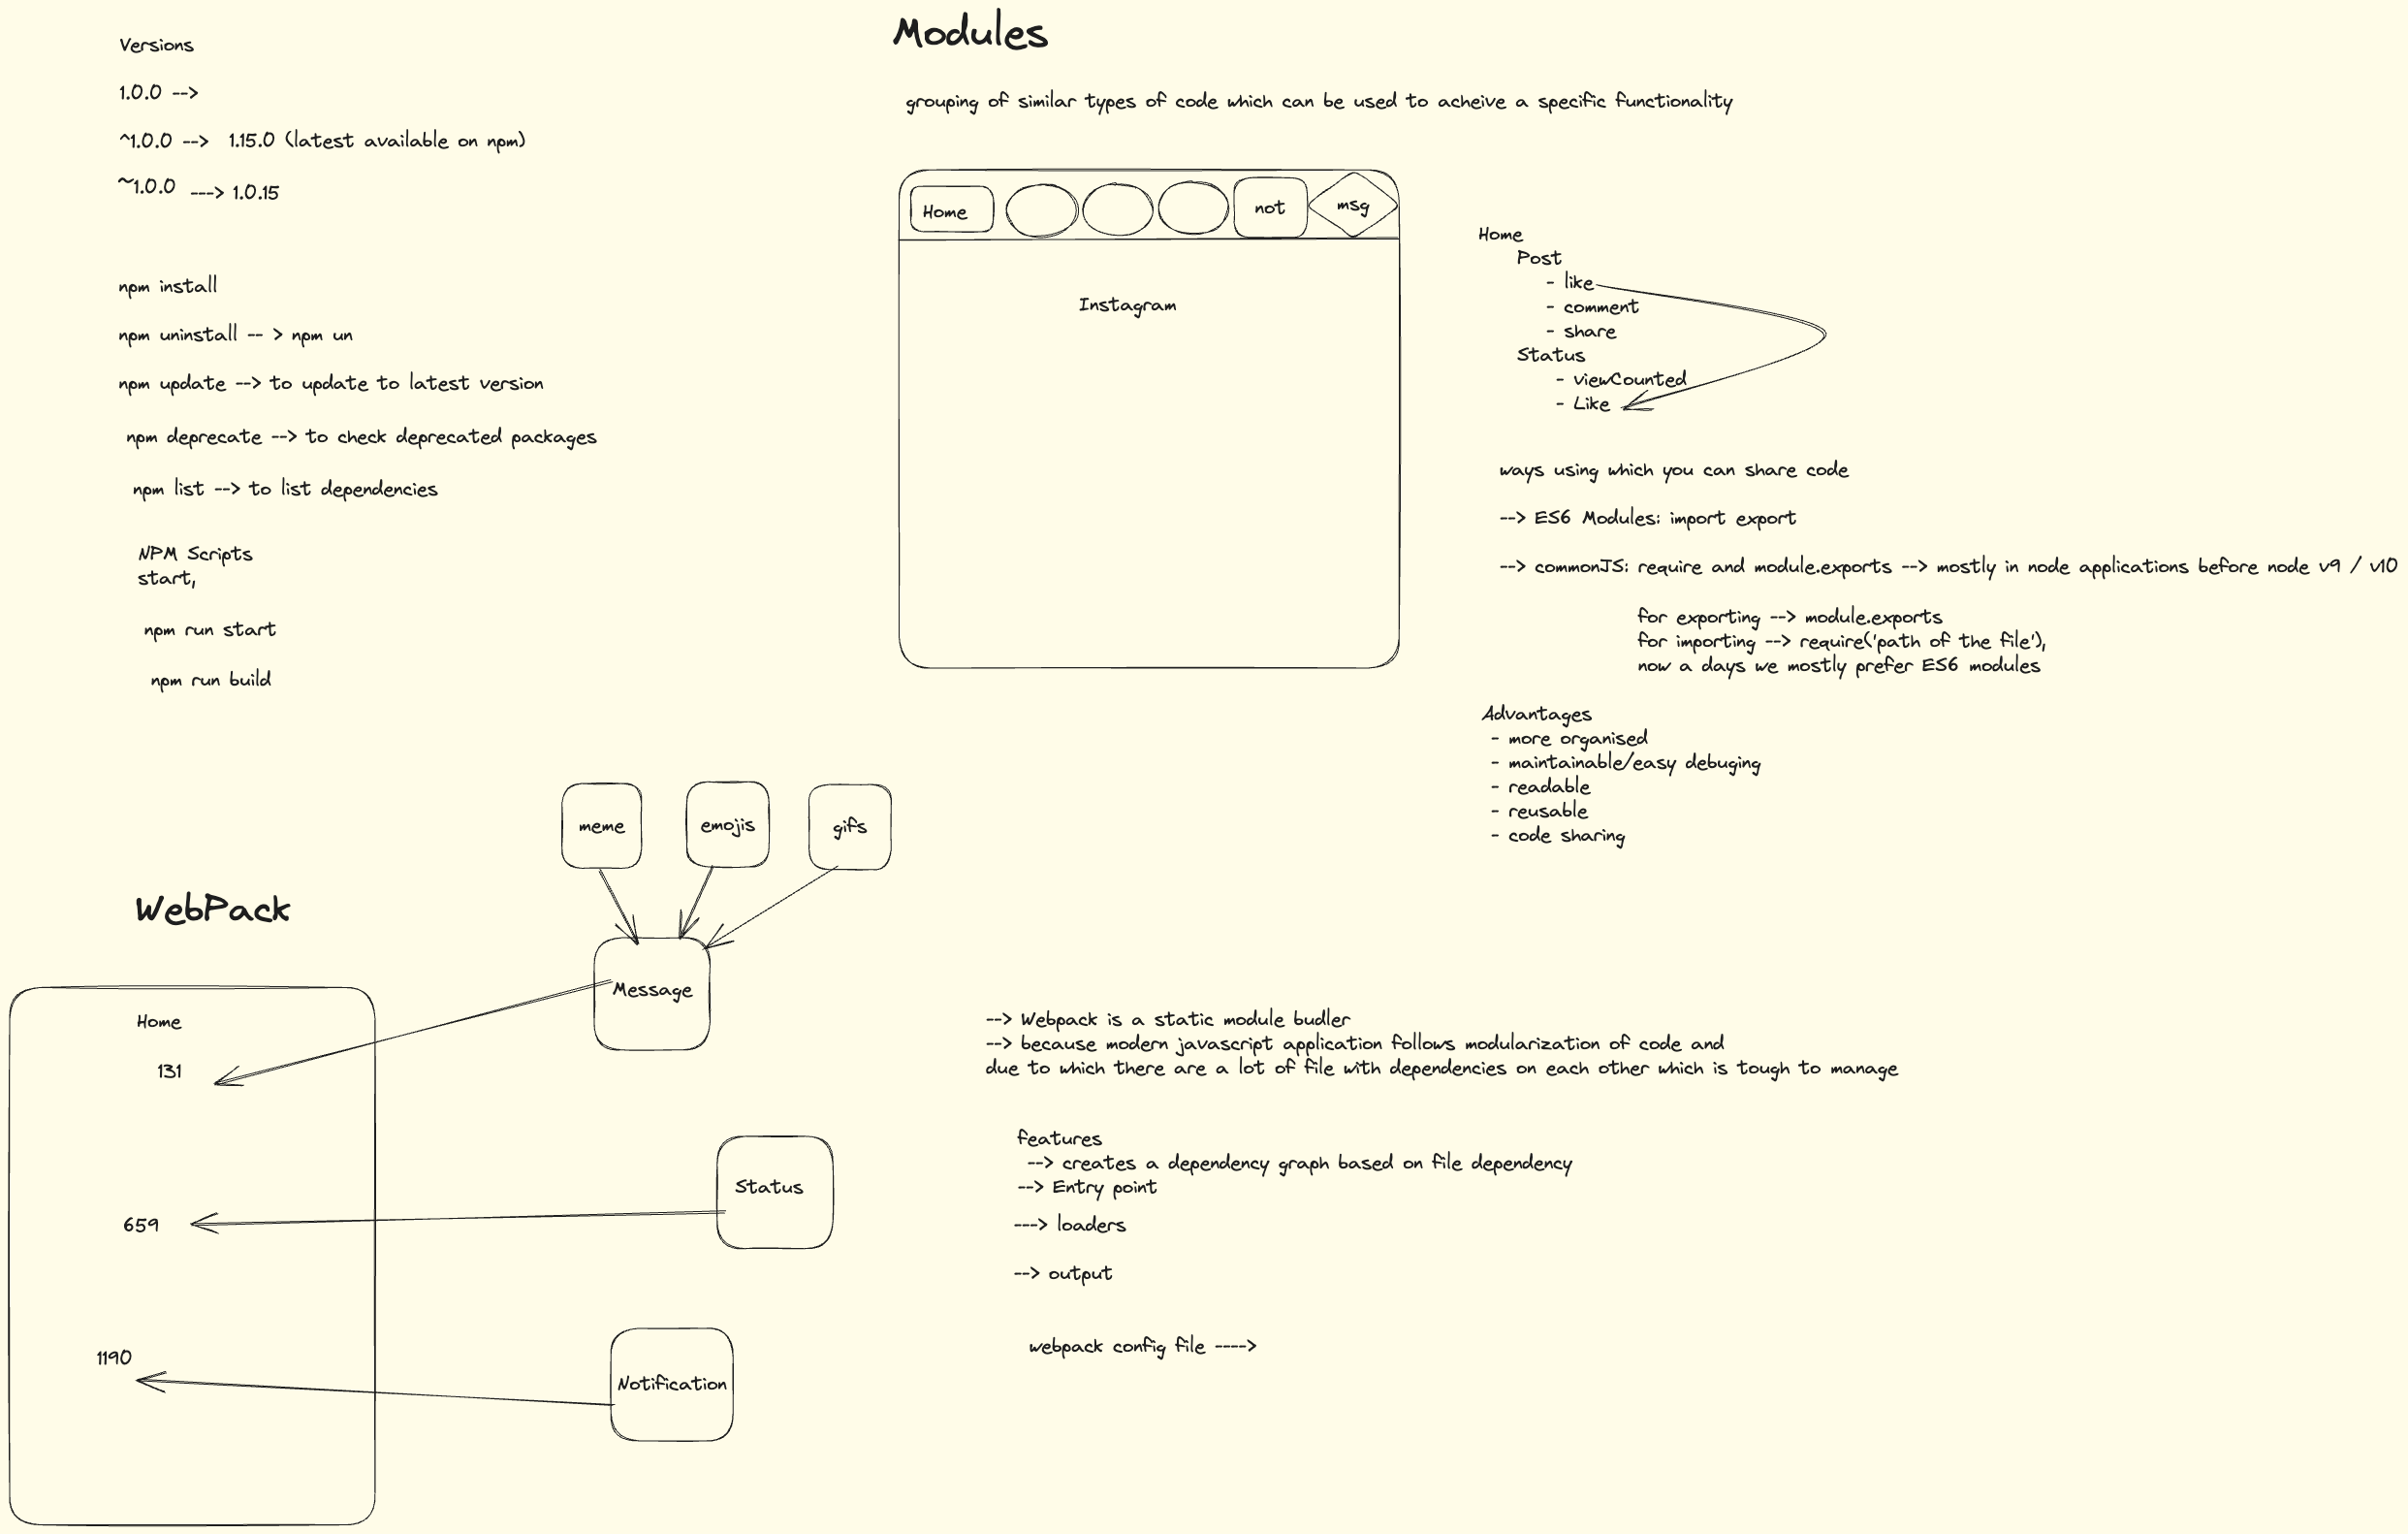 Versions
1.0.0 -->
^1.0.0 --> 1.15.0 (latest available on npm)
~1.0.0 ---> 1.0.15
npm install
npm uninstall -- > npm un
npm update --> to update to latest version
npm deprecate --> to check deprecated packages
npm list --> to list dependencies
NPM Scripts
start,
npm run start
npm run build
Modules
grouping of similar types of code which can be used to acheive a specific functionality
Home
not
msg
Instagram
Home
Post
- like
- comment
- share
Status
- viewCounted
- Like
ways using which you can share code
--> ES6 Modules: import export
--> commonJS: require and module.exports --> mostly in node applications before node v9 / v10
for exporting --> module.exports
for importing --> require('path of the file'),
now a days we mostly prefer ES6 modules
Advantages
- more organised
- maintainable/easy debuging
- readable
- reusable
- code sharing
WebPack
meme
emojis
gifs
Message
Home
131
Status
659
Notification
1190
--> Webpack is a static module budler
--> because modern javascript application follows modularization of code and
due to which there are a lot of file with dependencies on each other which is tough to manage
features
--> creates a dependency graph based on file dependency
--> Entry point
---> loaders
--> output
webpack config file ---->